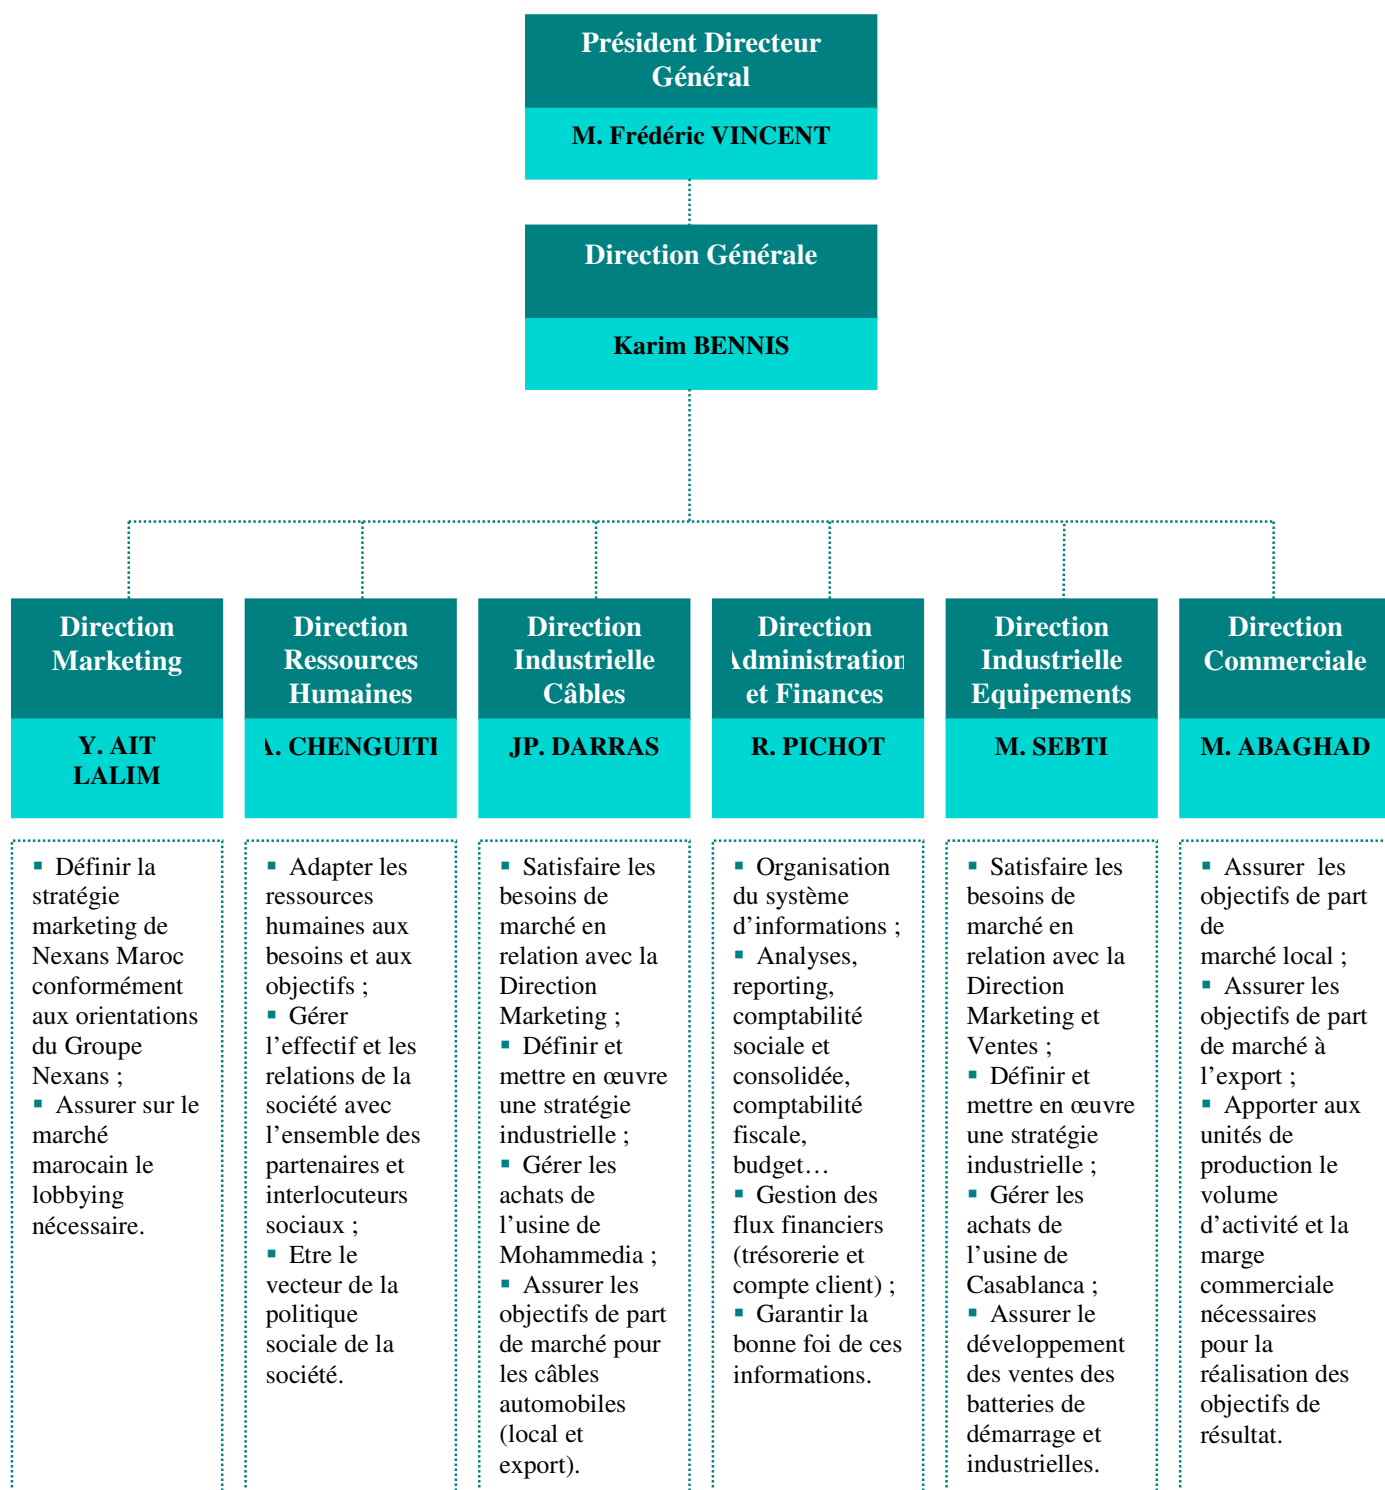 Président Directeur
Général
M. Frédéric VINCENT
Direction Générale
Karim BENNIS
Direction
Marketing
Y. AIT
LALIM
▪ Définir la
stratégie
marketing de
Nexans Maroc
conformément
aux orientations
du Groupe
Nexans ;
▪ Assurer sur le
marché
marocain le
lobbying
nécessaire.
Direction
Ressources
Humaines
A. CHENGUITI
▪ Adapter les
ressources
humaines aux
besoins et aux
objectifs ;
▪ Gérer
l’effectif et les
relations de la
société avec
l’ensemble des
partenaires et
interlocuteurs
sociaux ;
▪ Etre le
vecteur de la
politique
sociale de la
société.
Direction
Industrielle
Câbles
JP. DARRAS
▪ Satisfaire les
besoins de
marché en
relation avec la
Direction
Marketing ;
▪ Définir et
mettre en œuvre
une stratégie
industrielle ;
▪ Gérer les
achats de
l’usine de
Mohammedia ;
▪ Assurer les
objectifs de part
de marché pour
les câbles
automobiles
(local et
export).
Direction
Administration
et Finances
R. PICHOT
▪ Organisation
du système
d’informations ;
▪ Analyses,
reporting,
comptabilité
sociale et
consolidée,
comptabilité
fiscale,
budget…
▪ Gestion des
flux financiers
(trésorerie et
compte client) ;
▪ Garantir la
bonne foi de ces
informations.
Direction
Industrielle
Equipements
M. SEBTI
▪ Satisfaire les
besoins de
marché en
relation avec la
Direction
Marketing et
Ventes ;
▪ Définir et
mettre en œuvre
une stratégie
industrielle ;
▪ Gérer les
achats de
l’usine de
Casablanca ;
▪ Assurer le
développement
des ventes des
batteries de
démarrage et
industrielles.
Direction
Commerciale
M. ABAGHAD
▪ Assurer les
objectifs de part
de
marché local ;
▪ Assurer les
objectifs de part
de marché à
l’export ;
▪ Apporter aux
unités de
production le
volume
d’activité et la
marge
commerciale
nécessaires
pour la
réalisation des
objectifs de
résultat.